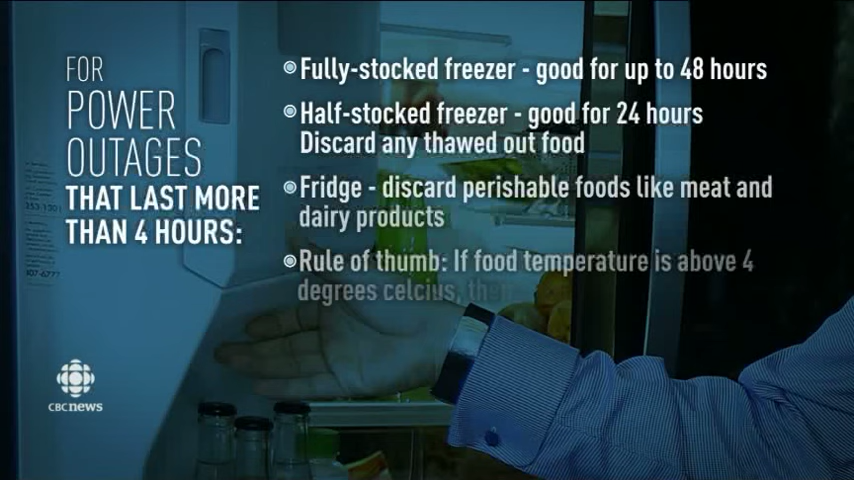 FOR
POWER
OUTAGES
THAT LAST MORE
THAN 4 HOURS:
Fully-stocked freezer - good for up to 48 hours
Half-stocked freezer - good for 24 hours
Discard any thawed out food
Fridge - discard perishable foods like meat and
dairy products
Rule of thumb: If food temperature is above 4
degrees celcius,
CBCnews